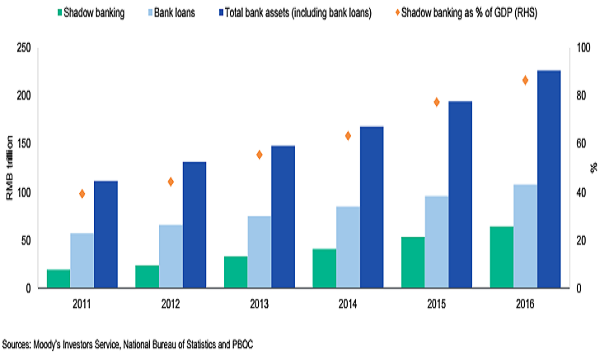 Shadow banking Bank loans Total bank assets (including bank loans) Shadow banking as % of GDP (RHS)
250 100
200 80
150 60
100 40
50 20
0 0
RMB trillion
%
2011 2012 2013 2014 2015 2016
Sources: Moody's Investors Service, National Bureau of Statistics and PBOC